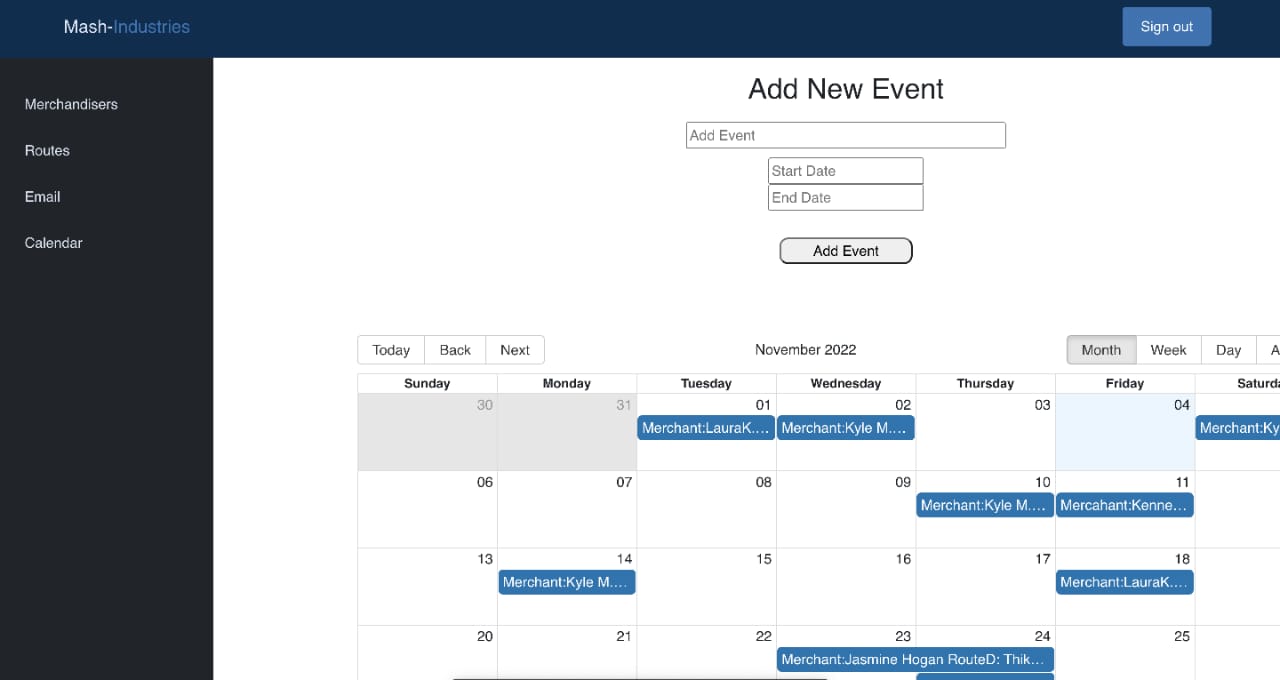 Mash-Industries
Sign out
Merchandisers
Routes
Email
Calendar
Add New Event
Add Event
Start Date
End Date
Add Event
Today Back Next
November 2022
Month Week Day A
Sunday Monday Tuesday Wednesday Thursday Friday Saturda
30 31 01 02 03 04
Merchant:LauraK.... Merchant:Kyle M.... Merchant:Ky
06 07 08 09 10 11
Merchant:Kyle M.... Mercahant:Kenne...
13 14 15 16 17 18
Merchant:Kyle M.... Merchant:LauraK....
20 21 22 23 24 25
Merchant:Jasmine Hogan RouteD: Thik...